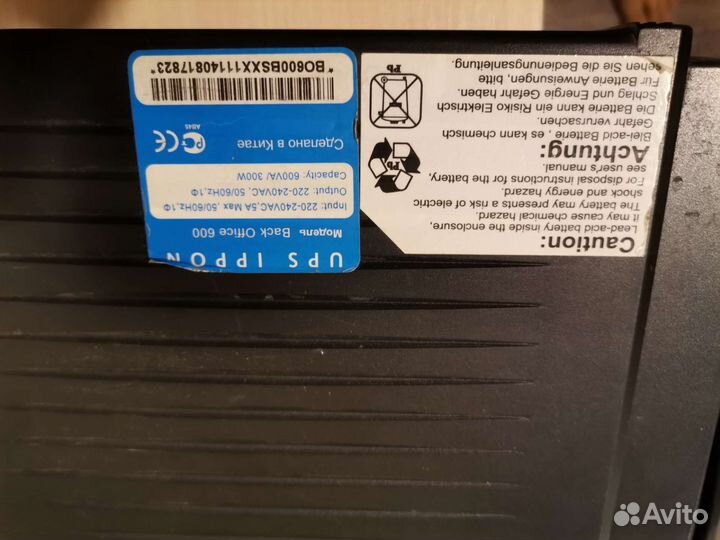 UPS IPPON
Модель Back Office 600
Input: 220-240VAC,5A Max ,50/60Hz,1Ф
Output: 220-240VAC, 50/60Hz,1Ф
Capacity: 600VA/ 300W
Сделано в Китае
АВ45
*BO600BSXX111140817823*
Caution:
Lead-acid battery inside the enclosure,
it may cause chemical hazard.
The battery may presents a risk of electric
shock and energy hazard.
For disposal instructions for the battery,
see user's manual.
Achtung:
Blei-acid Batterie , es kann chemisch
Gefahr verursachen.
Die Batterie kann ein Risiko Elektrisch
Schlag und Energie Gefahr haben.
Für Batterie Anweisungen, bitte
sehen Sie die Bedienungsanleitung.
Pb
Pb
Avito